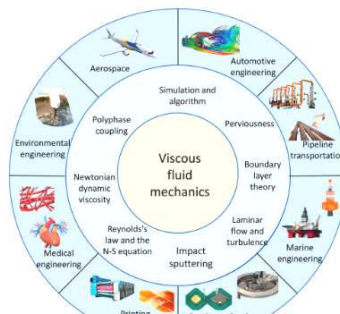 Aerospace
Automotive
engineering
Simulation and
algorithm
Polyphase
coupling
Perviousness
Environmental
engineering
Pipeline
transportation
Viscous
fluid
mechanics
Newtonian
dynamic
viscosity
Boundary
layer
theory
Reynolds's
law and the
N-S equation
Impact
sputtering
Laminar
flow and
turbulence
Medical
engineering
Marine
engineering
Printing